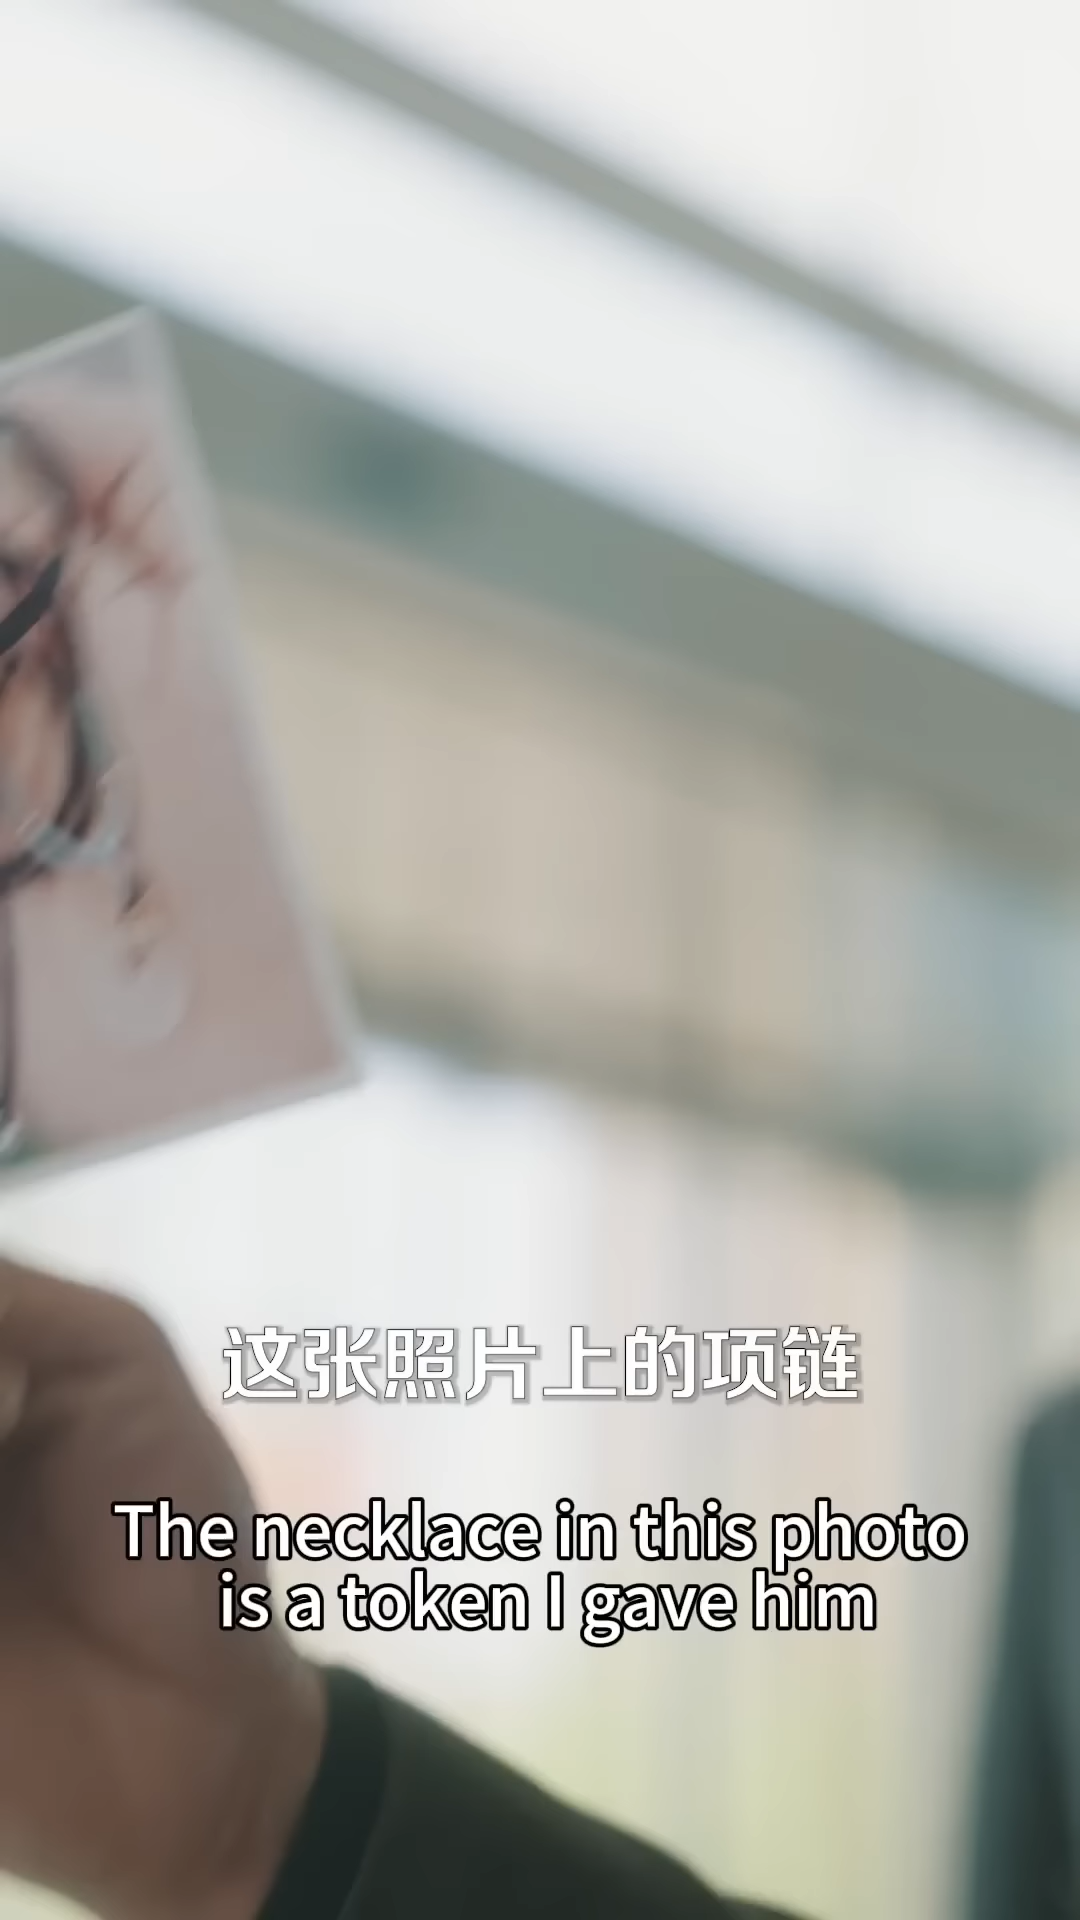 这张照片上的项链
The necklace in this photo
is a token I gave him